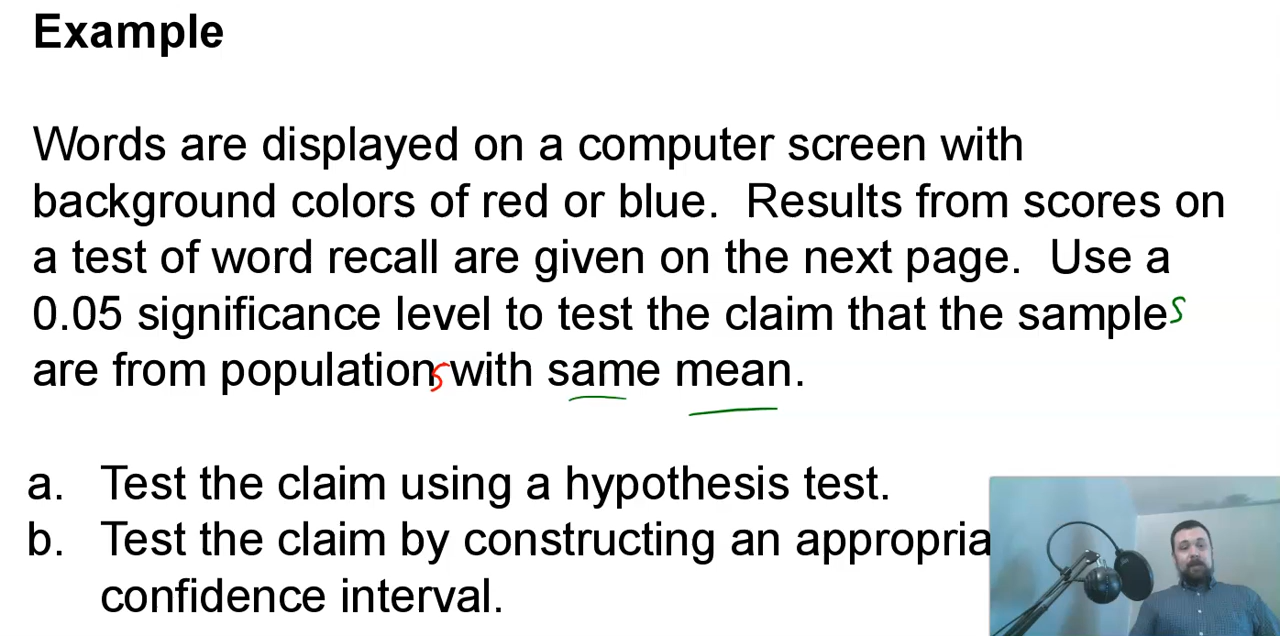 Example
Words are displayed on a computer screen with
background colors of red or blue. Results from scores on
a test of word recall are given on the next page. Use a
0.05 significance level to test the claim that the samples
are from populations with same mean.
a. Test the claim using a hypothesis test.
b. Test the claim by constructing an appropria
confidence interval.